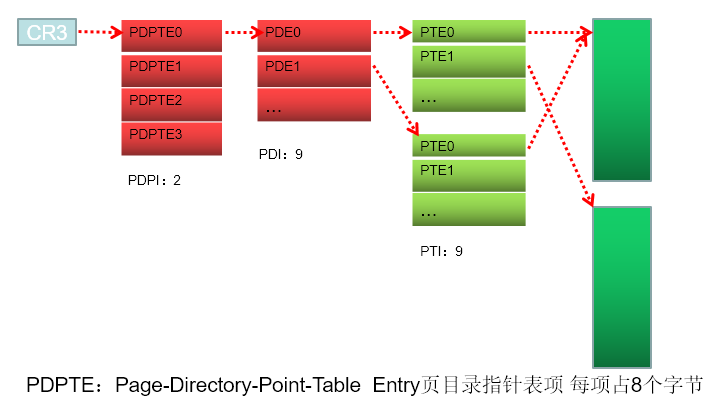 CR3
PDPTE0
PDPTE1
PDPTE2
PDPTE3
PDPI：2
PDE0
PDE1
...
PDI：9
PTE0
PTE1
...
PTE0
PTE1
...
PTI：9
PDPTE：Page-Directory-Point-Table Entry页目录指针表项 每项占8个字节